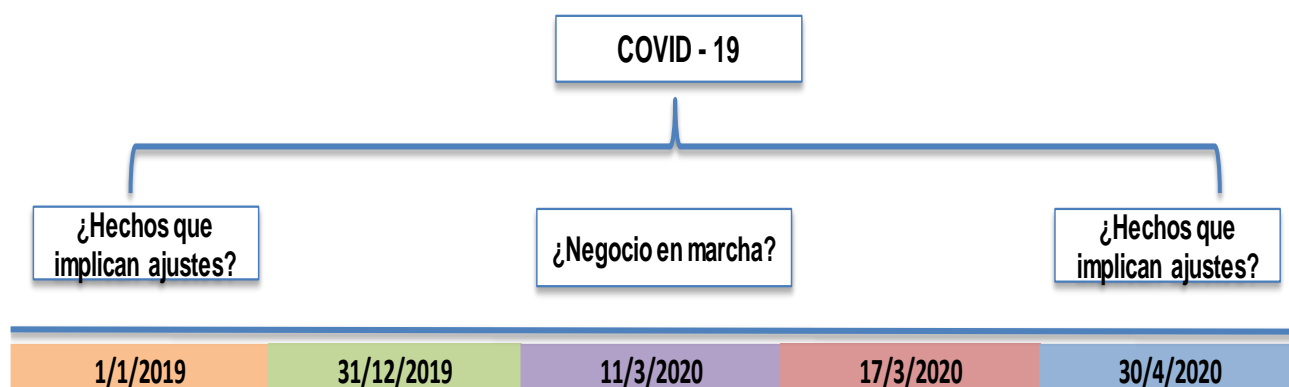 COVID - 19
¿Hechos que
implican ajustes?
¿Negocio en marcha?
¿Hechos que
implican ajustes?
1/1/2019 31/12/2019 11/3/2020 17/3/2020 30/4/2020